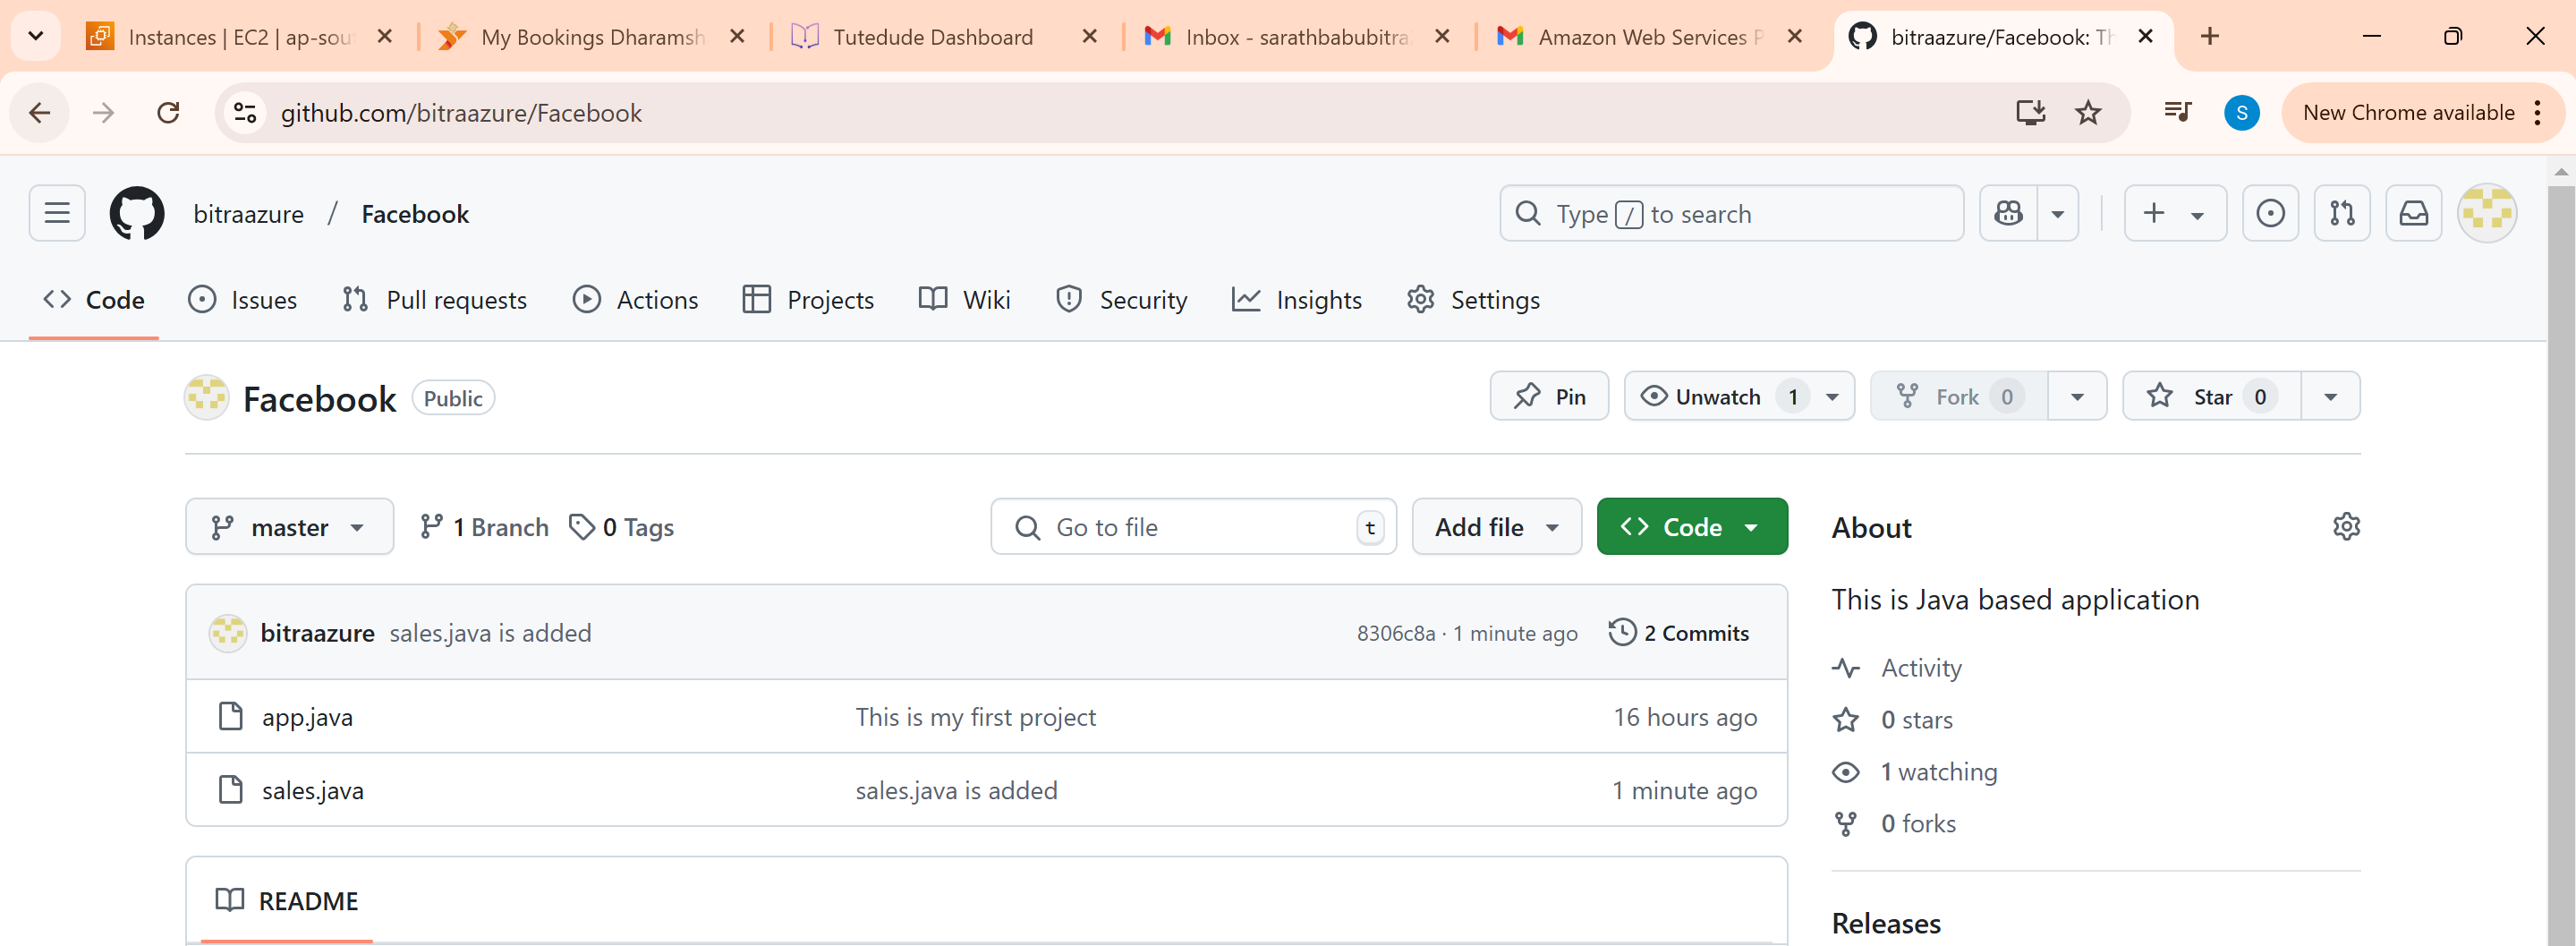 Instances | EC2 | ap-sou
My Bookings Dharamsh
Tutedude Dashboard
Inbox - sarathbabubitra
Amazon Web Services P
bitraazure/Facebook: Th
github.com/bitraazure/Facebook
S
New Chrome available
bitraazure / Facebook
Type / to search
Code
Issues
Pull requests
Actions
Projects
Wiki
Security
Insights
Settings
Facebook
Public
Pin
Unwatch 1
Fork 0
Star 0
master
1 Branch
0 Tags
Go to file
t
Add file
Code
About
This is Java based application
bitraazure sales.java is added
8306c8a · 1 minute ago
2 Commits
app.java
This is my first project
16 hours ago
sales.java
sales.java is added
1 minute ago
Activity
0 stars
1 watching
0 forks
README
Releases